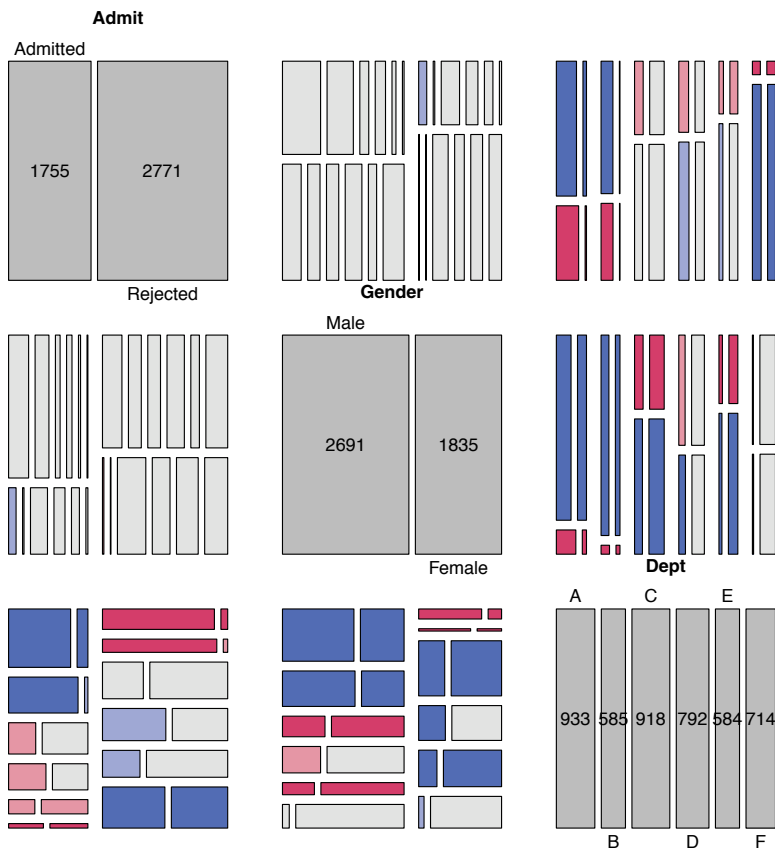 Admit
Admitted
1755 2771
Rejected
Gender
Male
2691 1835
Female
Dept
A C E
933 585 918 792 584 714
B D F